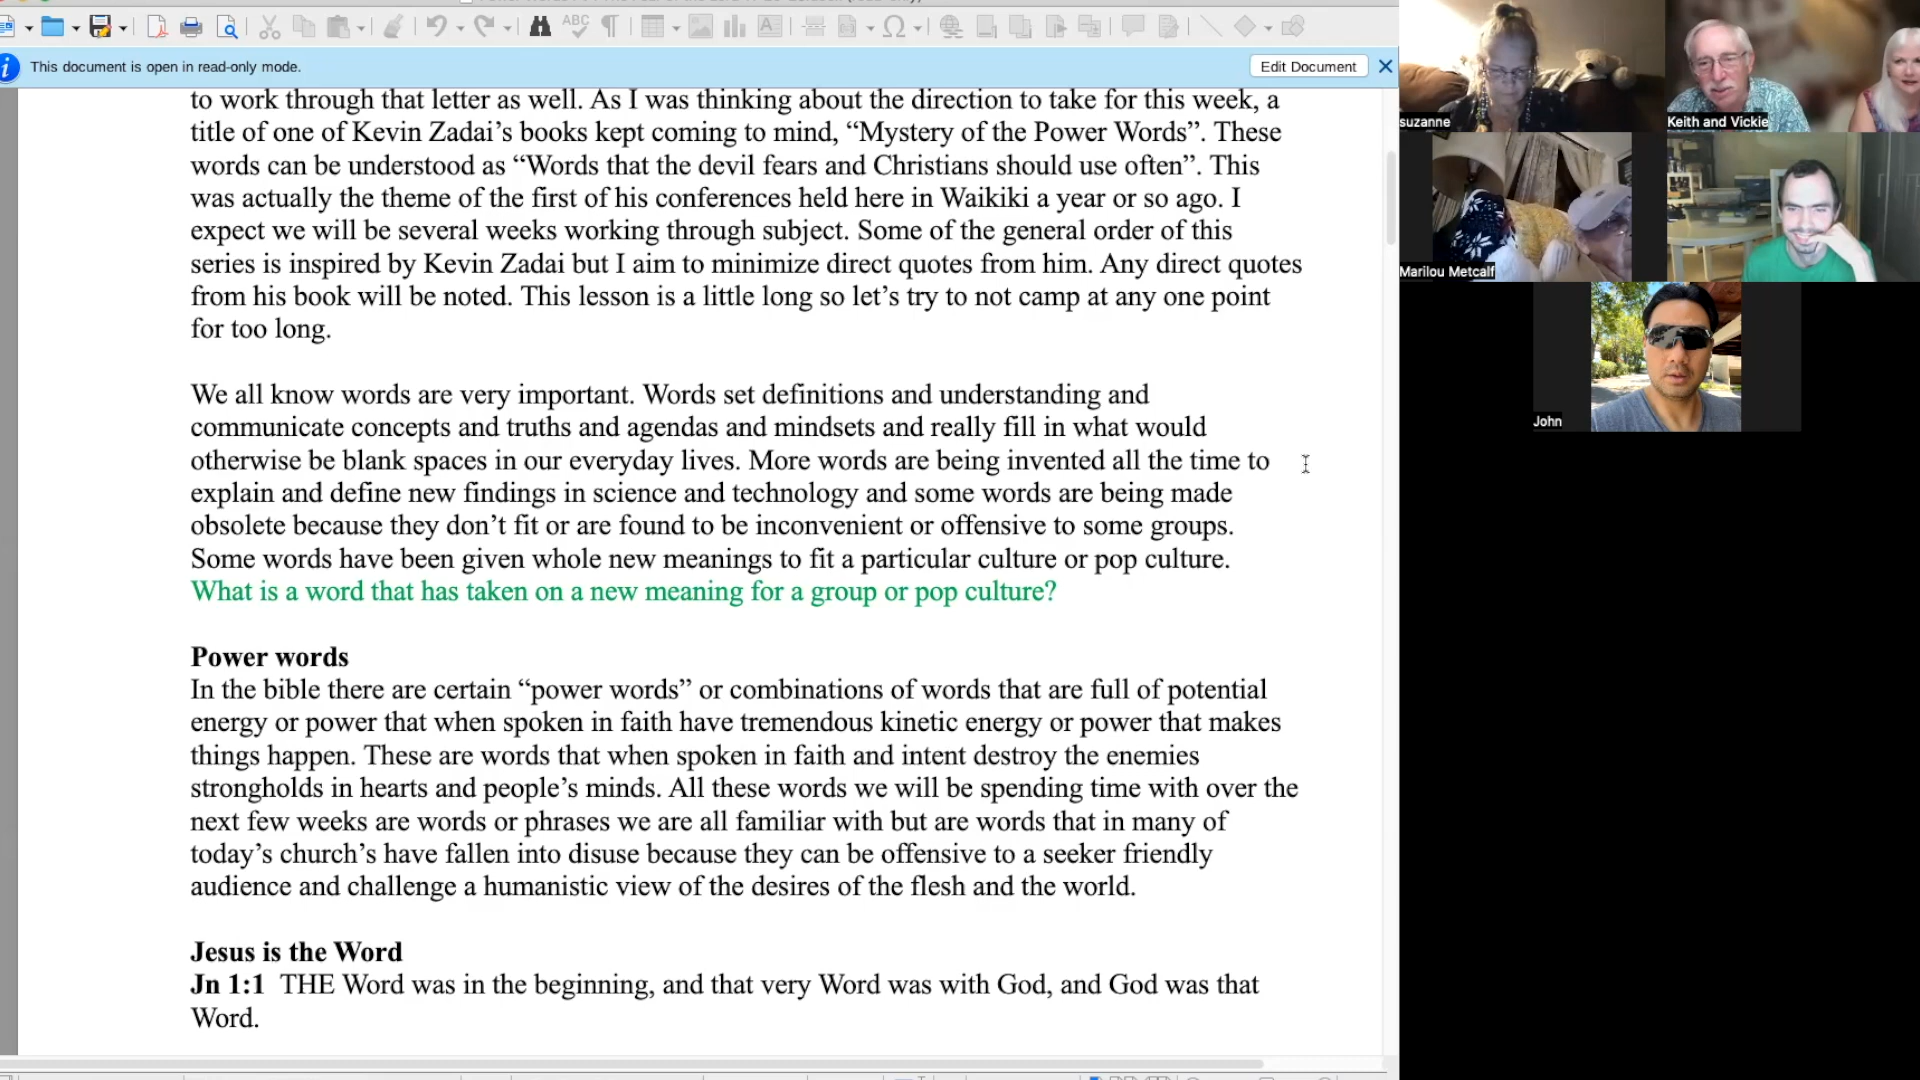 This document is open in read-only mode.
Edit Document
to work through that letter as well. As I was thinking about the direction to take for this week, a
title of one of Kevin Zadai’s books kept coming to mind, “Mystery of the Power Words”. These
words can be understood as “Words that the devil fears and Christians should use often”. This
was actually the theme of the first of his conferences held here in Waikiki a year or so ago. I
expect we will be several weeks working through subject. Some of the general order of this
series is inspired by Kevin Zadai but I aim to minimize direct quotes from him. Any direct quotes
from his book will be noted. This lesson is a little long so let’s try to not camp at any one point
for too long.
We all know words are very important. Words set definitions and understanding and
communicate concepts and truths and agendas and mindsets and really fill in what would
otherwise be blank spaces in our everyday lives. More words are being invented all the time to
explain and define new findings in science and technology and some words are being made
obsolete because they don’t fit or are found to be inconvenient or offensive to some groups.
Some words have been given whole new meanings to fit a particular culture or pop culture.
What is a word that has taken on a new meaning for a group or pop culture?
Power words
In the bible there are certain “power words” or combinations of words that are full of potential
energy or power that when spoken in faith have tremendous kinetic energy or power that makes
things happen. These are words that when spoken in faith and intent destroy the enemies
strongholds in hearts and people’s minds. All these words we will be spending time with over the
next few weeks are words or phrases we are all familiar with but are words that in many of
today’s church’s have fallen into disuse because they can be offensive to a seeker friendly
audience and challenge a humanistic view of the desires of the flesh and the world.
Jesus is the Word
Jn 1:1 THE Word was in the beginning, and that very Word was with God, and God was that
Word.
suzanne
Keith and Vickie
Marilou Metcalf
John